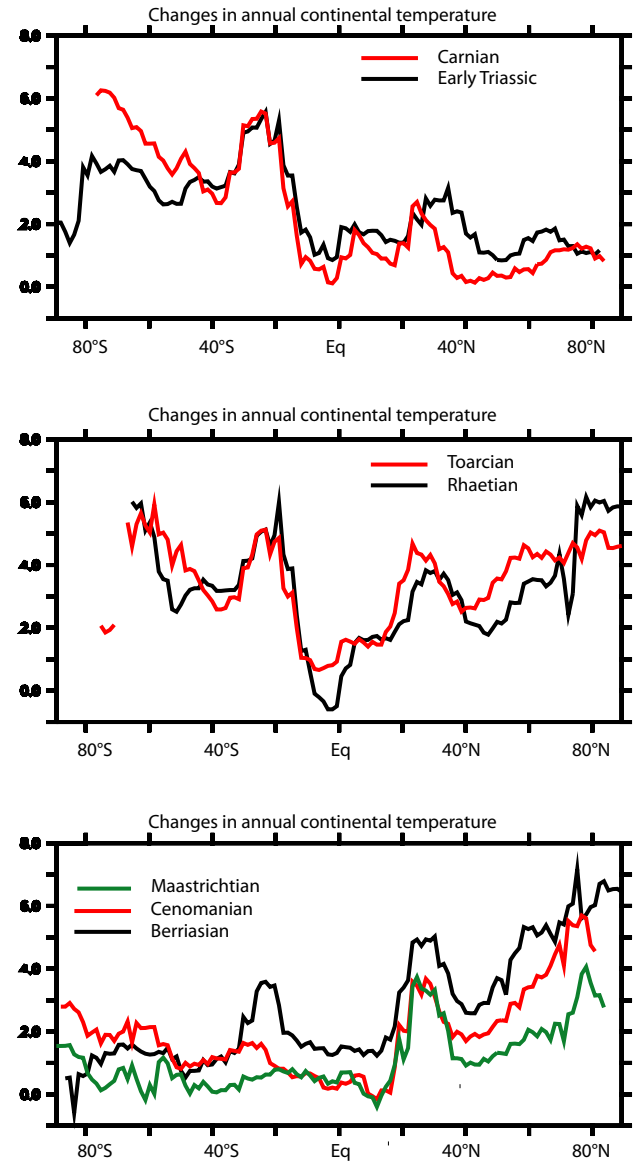 Changes in annual continental temperature
8.0
Carnian
Early Triassic
6.0
4.0
2.0
0.0
80°S 40°S Eq 40°N 80°N
Changes in annual continental temperature
8.0
Toarcian
Rhaetian
6.0
4.0
2.0
0.0
80°S 40°S Eq 40°N 80°N
Changes in annual continental temperature
8.0
Maastrichtian
6.0
Cenomanian
Berriasian
4.0
2.0
0.0
80°S 40°S Eq 40°N 80°N